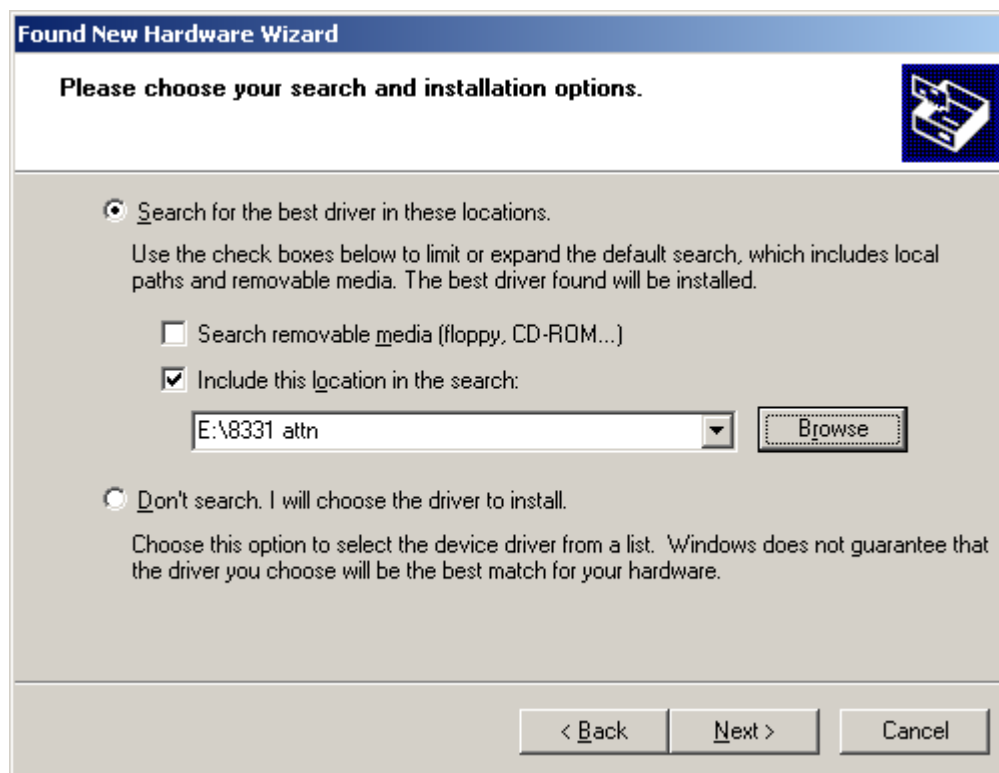 Found New Hardware Wizard
Please choose your search and installation options.
Search for the best driver in these locations.
Use the check boxes below to limit or expand the default search, which includes local
paths and removable media. The best driver found will be installed.
Search removable media (floppy, CD-ROM...)
Include this location in the search:
E:\8331 attn
Browse
Don't search. I will choose the driver to install.
Choose this option to select the device driver from a list.  Windows does not guarantee that
the driver you choose will be the best match for your hardware.
< Back
Next >
Cancel